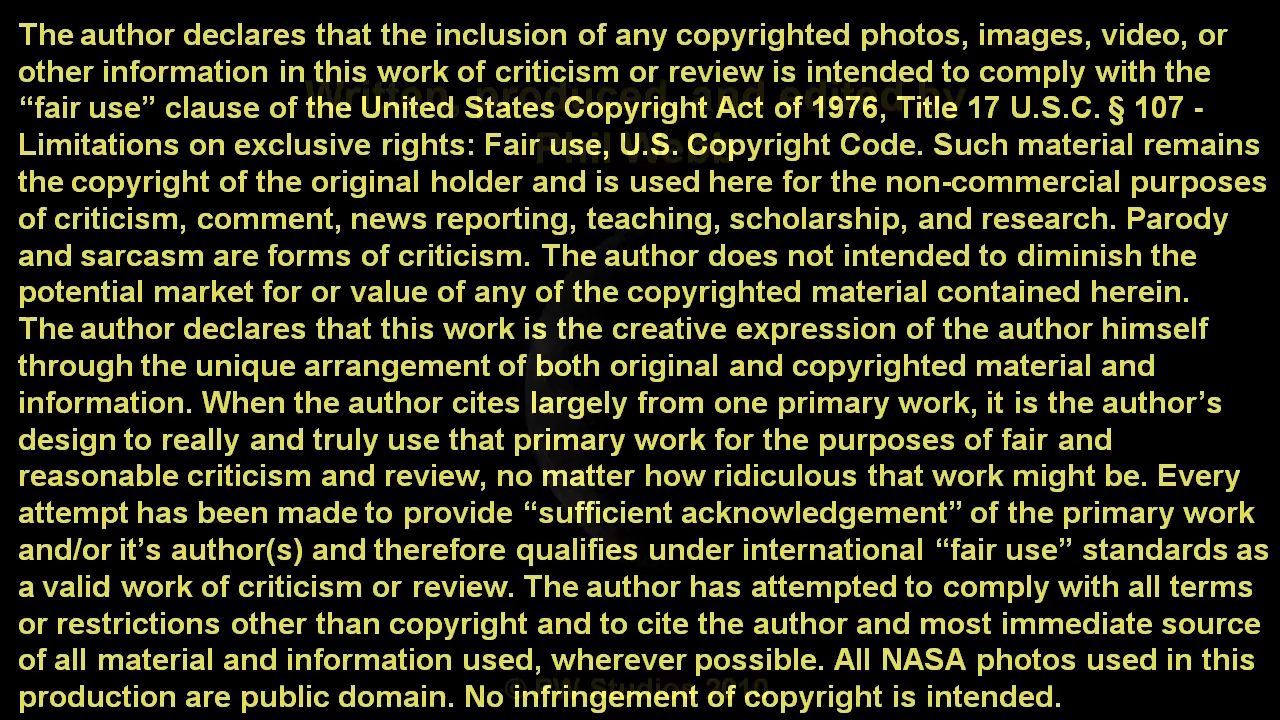 The author declares that the inclusion of any copyrighted photos, images, video, or
other information in this work of criticism or review is intended to comply with the
“fair use” clause of the United States Copyright Act of 1976, Title 17 U.S.C. § 107 -
Limitations on exclusive rights: Fair use, U.S. Copyright Code. Such material remains
the copyright of the original holder and is used here for the non-commercial purposes
of criticism, comment, news reporting, teaching, scholarship, and research. Parody
and sarcasm are forms of criticism. The author does not intended to diminish the
potential market for or value of any of the copyrighted material contained herein.
The author declares that this work is the creative expression of the author himself
through the unique arrangement of both original and copyrighted material and
information. When the author cites largely from one primary work, it is the author’s
design to really and truly use that primary work for the purposes of fair and
reasonable criticism and review, no matter how ridiculous that work might be. Every
attempt has been made to provide “sufficient acknowledgement” of the primary work
and/or it’s author(s) and therefore qualifies under international “fair use” standards as
a valid work of criticism or review. The author has attempted to comply with all terms
or restrictions other than copyright and to cite the author and most immediate source
of all material and information used, wherever possible. All NASA photos used in this
production are public domain. No infringement of copyright is intended.
Written, produced, and edited by
Phil Webb
© PW Studios 2010